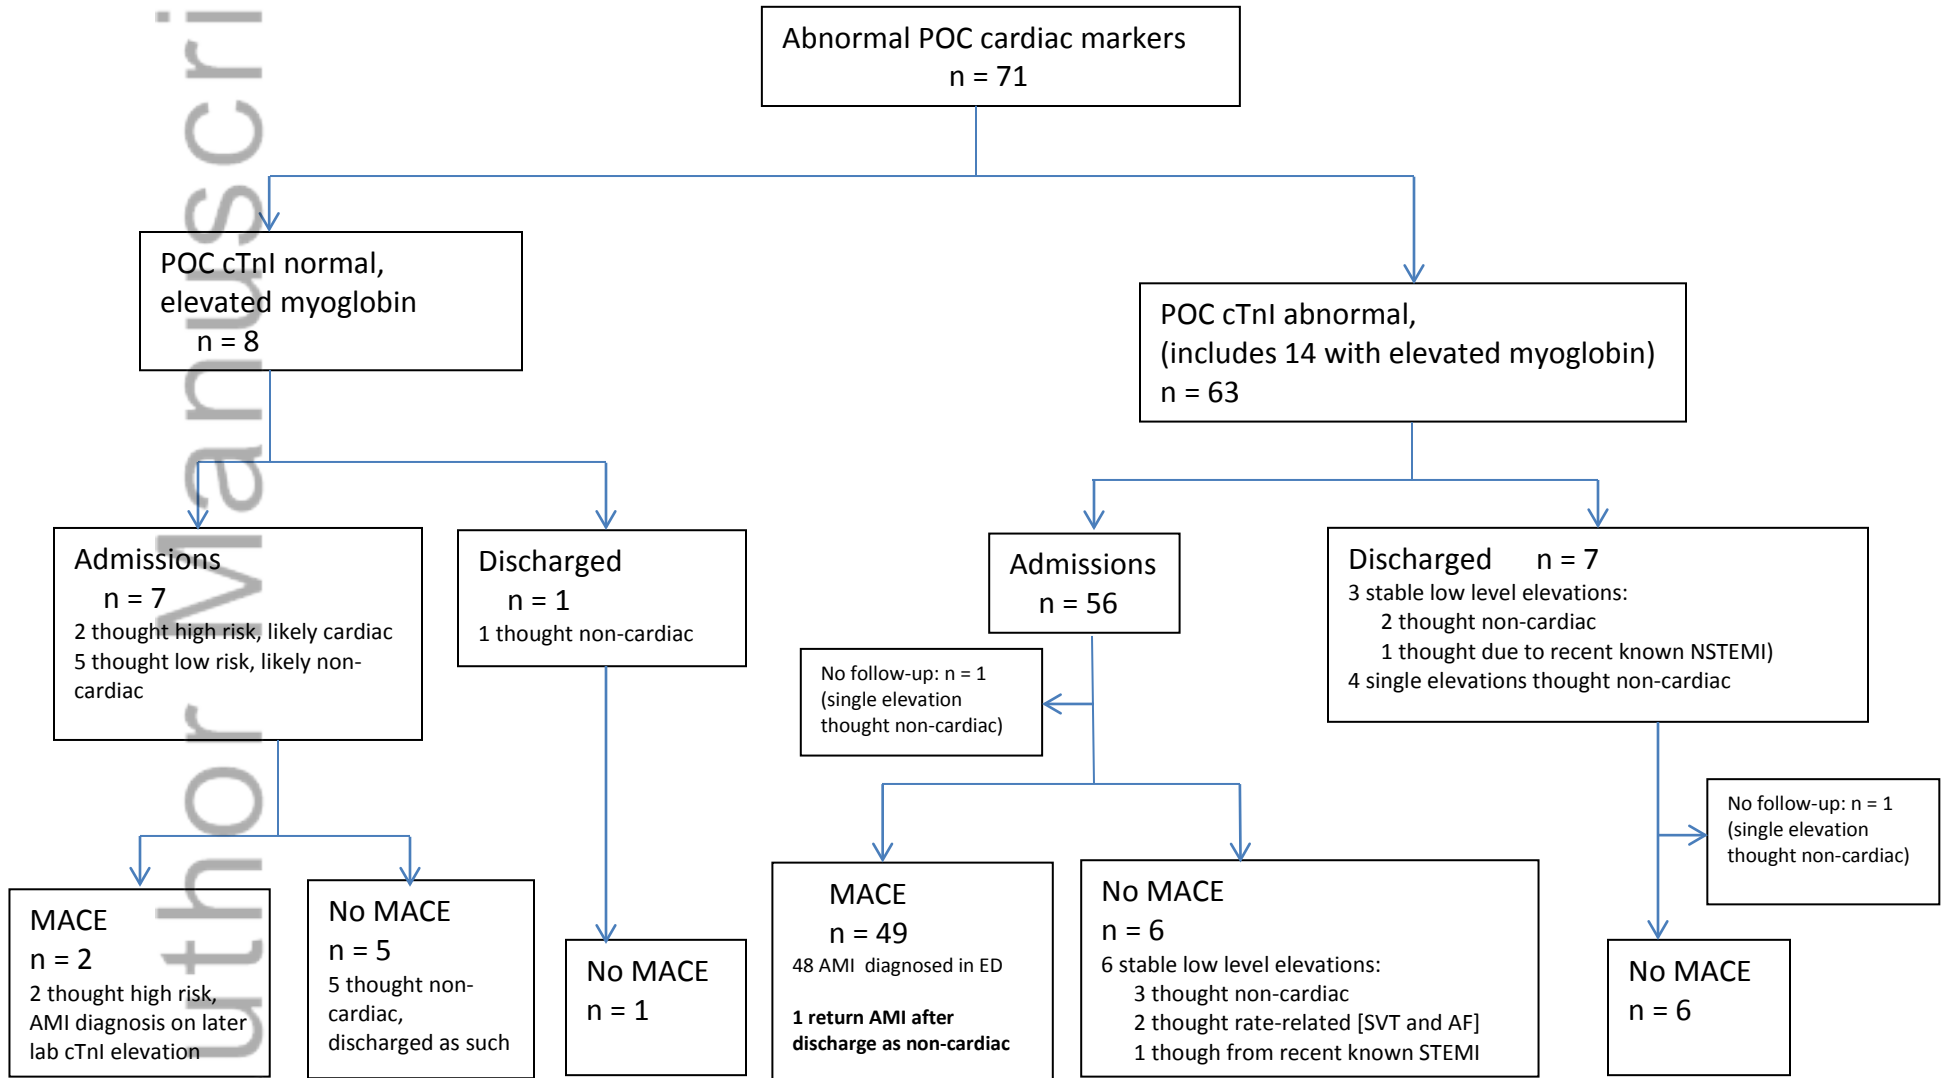 Abnormal POC cardiac markers
n = 71
POC cTnI normal,
elevated myoglobin
n = 8
POC cTnI abnormal,
(includes 14 with elevated myoglobin)
n = 63
Admissions
n = 7
2 thought high risk, likely cardiac
5 thought low risk, likely non-
cardiac
Discharged
n = 1
1 thought non-cardiac
Admissions
n = 56
Discharged n = 7
3 stable low level elevations:
2 thought non-cardiac
1 thought due to recent known NSTEMI)
4 single elevations thought non-cardiac
No follow-up: n = 1
(single elevation
thought non-cardiac)
No follow-up: n = 1
(single elevation
thought non-cardiac)
MACE
n = 2
2 thought high risk,
AMI diagnosis on later
lab cTnI elevation
No MACE
n = 5
5 thought non-
cardiac,
discharged as such
No MACE
n = 1
MACE
n = 49
48 AMI diagnosed in ED
1 return AMI after
discharge as non-cardiac
No MACE
n = 6
6 stable low level elevations:
3 thought non-cardiac
2 thought rate-related [SVT and AF]
1 though from recent known STEMI
No MACE
n = 6
uthor Manuscri